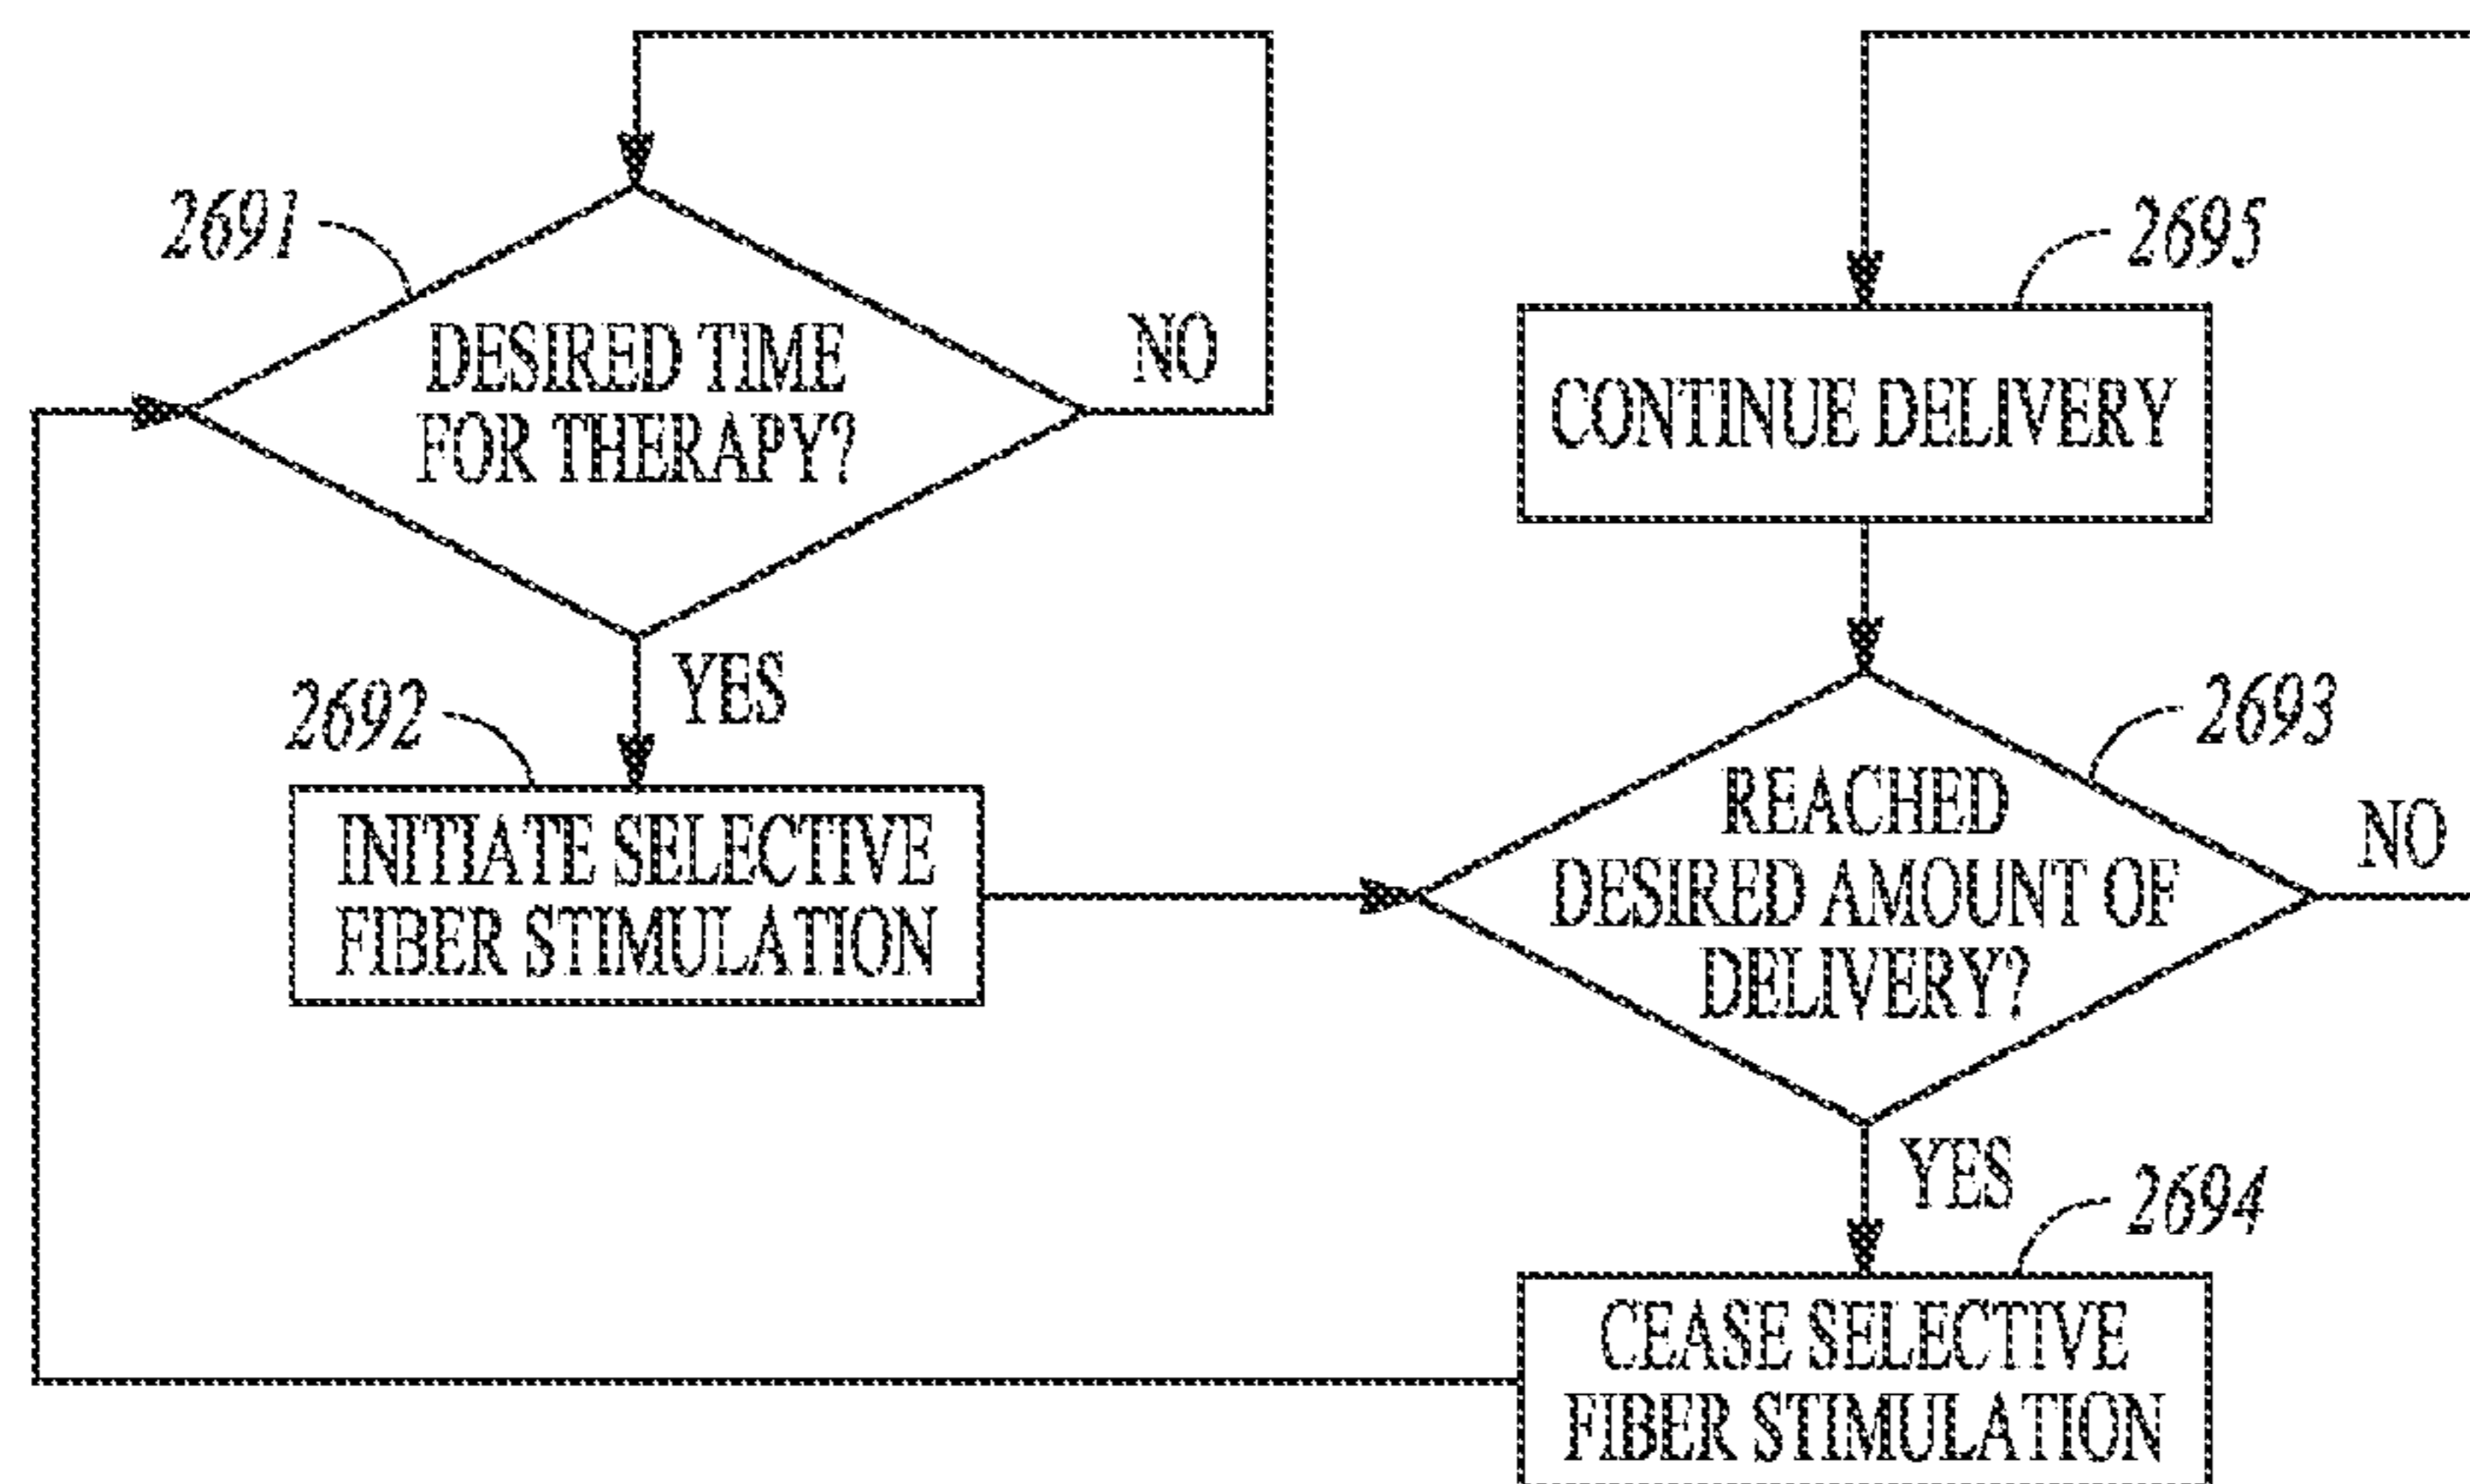 2691
DESIRED TIME
FOR THERAPY?
NO
YES
2692
INITIATE SELECTIVE
FIBER STIMULATION
2695
CONTINUE DELIVERY
2693
REACHED
DESIRED AMOUNT OF
DELIVERY?
NO
YES
2694
CEASE SELECTIVE
FIBER STIMULATION